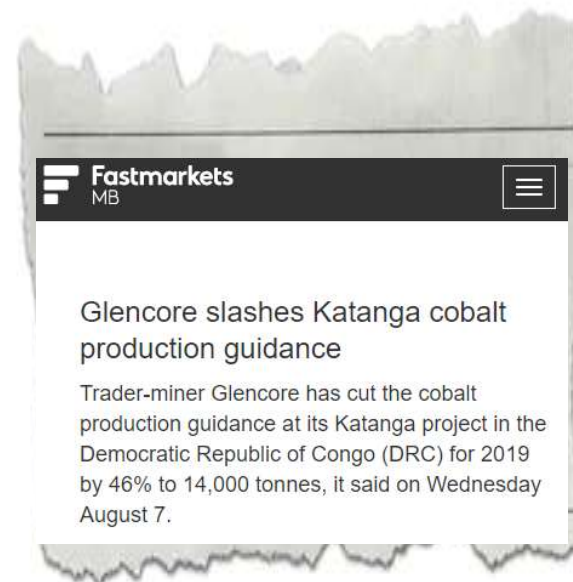 Fastmarkets
MB
Glencore slashes Katanga cobalt
production guidance
Trader-miner Glencore has cut the cobalt
production guidance at its Katanga project in the
Democratic Republic of Congo (DRC) for 2019
by 46% to 14,000 tonnes, it said on Wednesday
August 7.